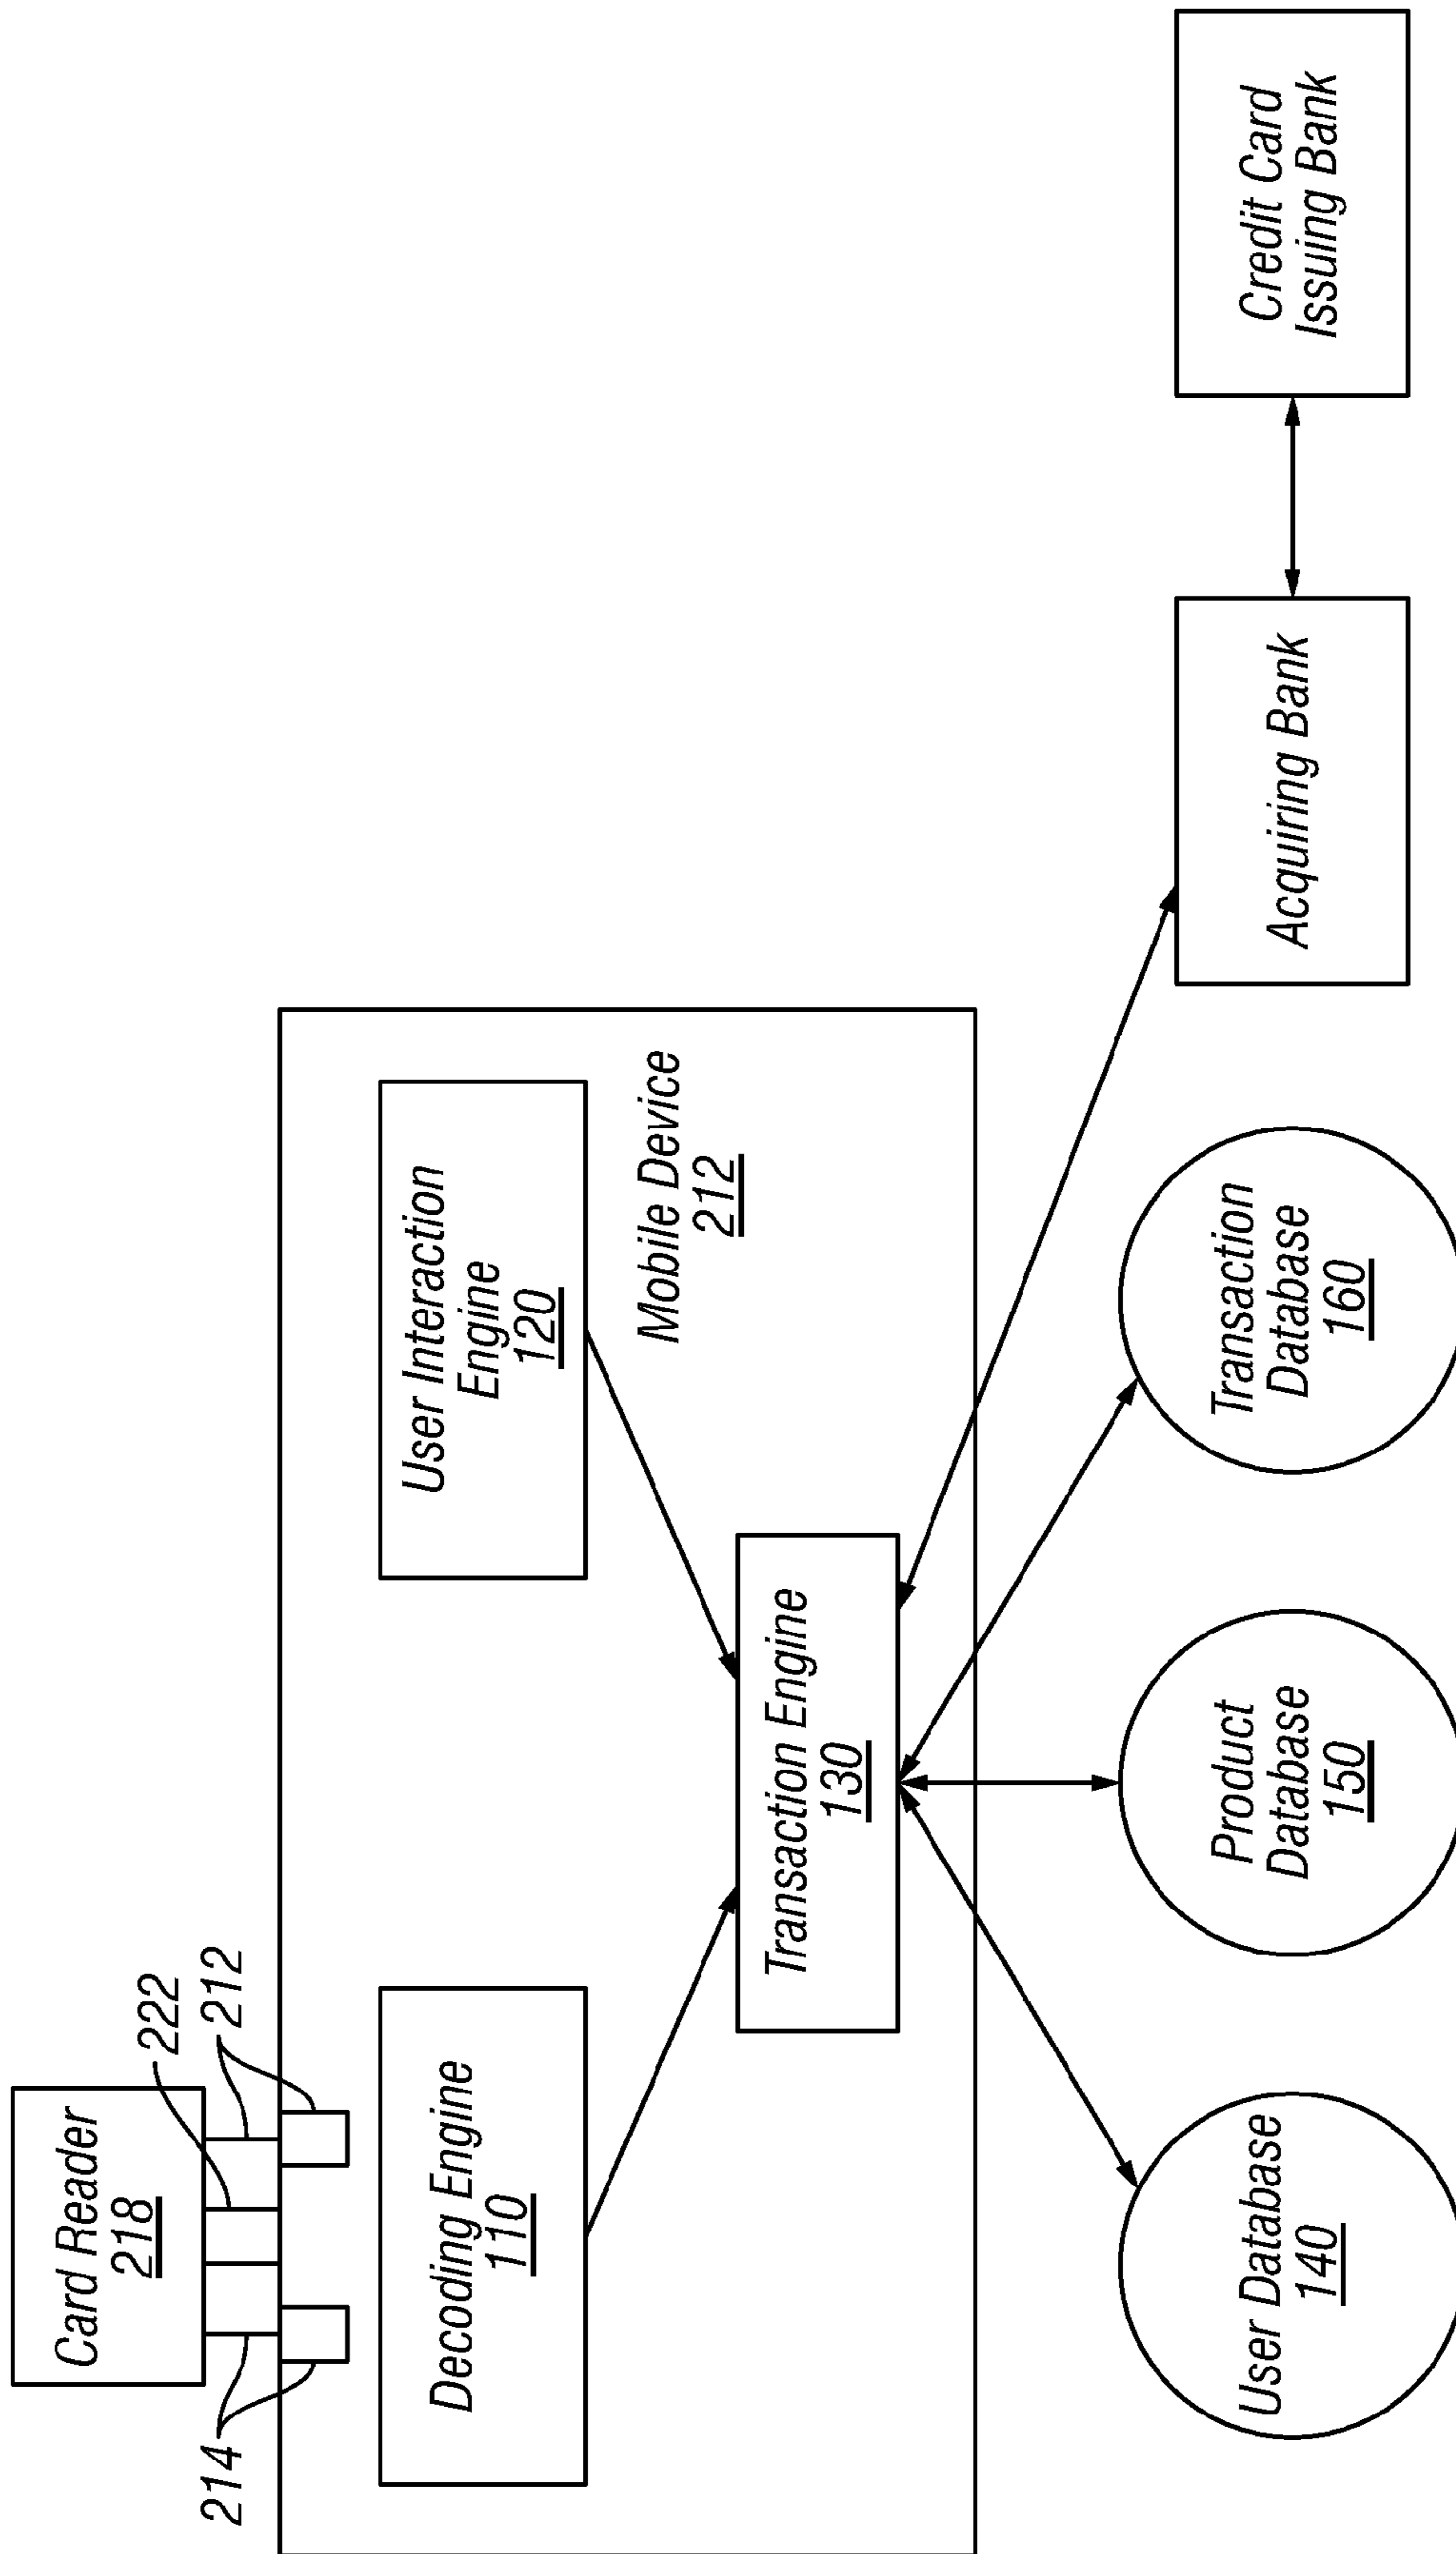 Card Reader
218
222
212
214
Decoding Engine
110
User Interaction
Engine
120
Mobile Device
212
Transaction Engine
130
User Database
140
Product
Database
150
Transaction
Database
160
Acquiring Bank
Credit Card
Issuing Bank